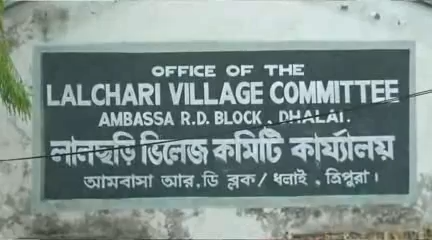 OFFICE OF THE
LALCHARI VILLAGE COMMITTEE
AMBASSA R.D. BLOCK, DHALAI.
লালছড়ি ভিলেজ কমিটি কার্য্যালয়
আমবাসা আর,ডি ব্লক/ ধলাই, ত্রিপুরা।